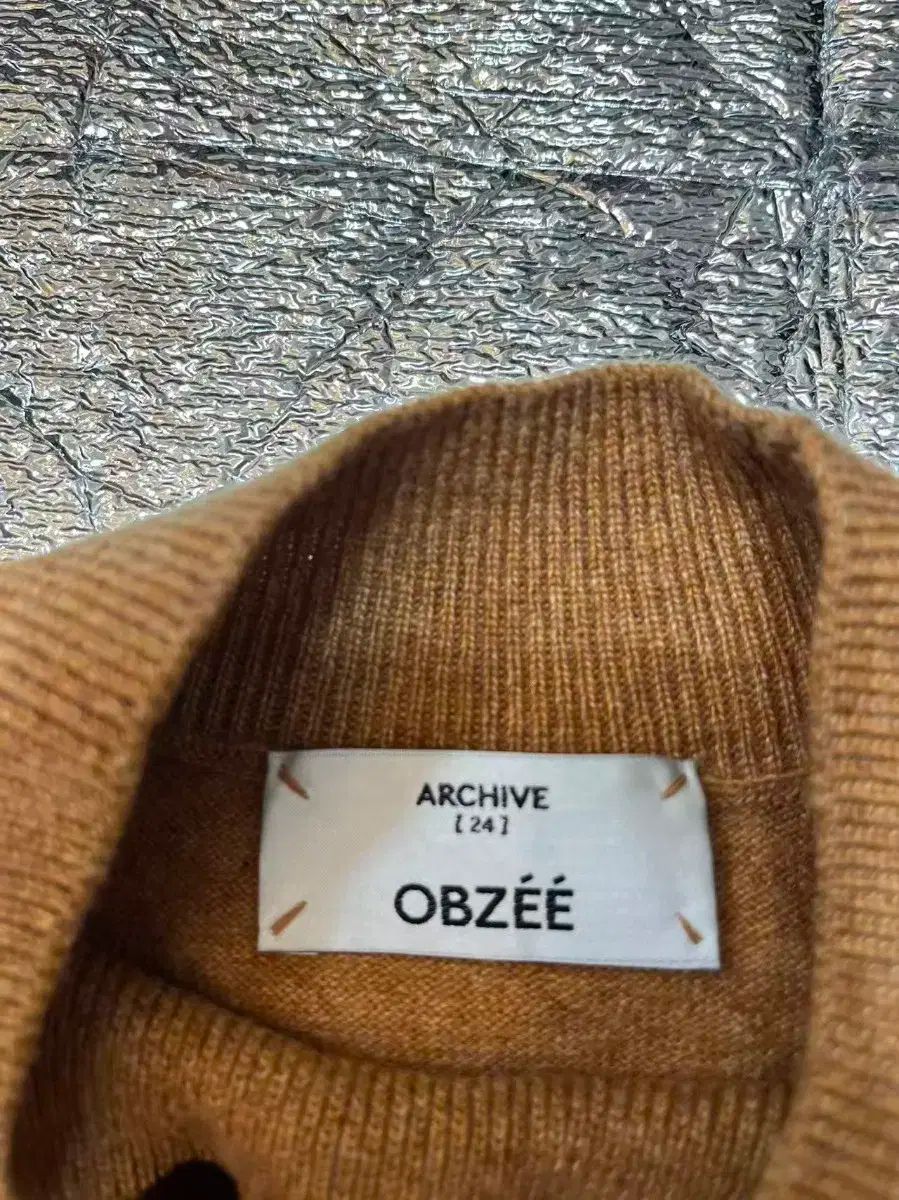 ARCHIVE
[ 24 ]
OBZÉÉ